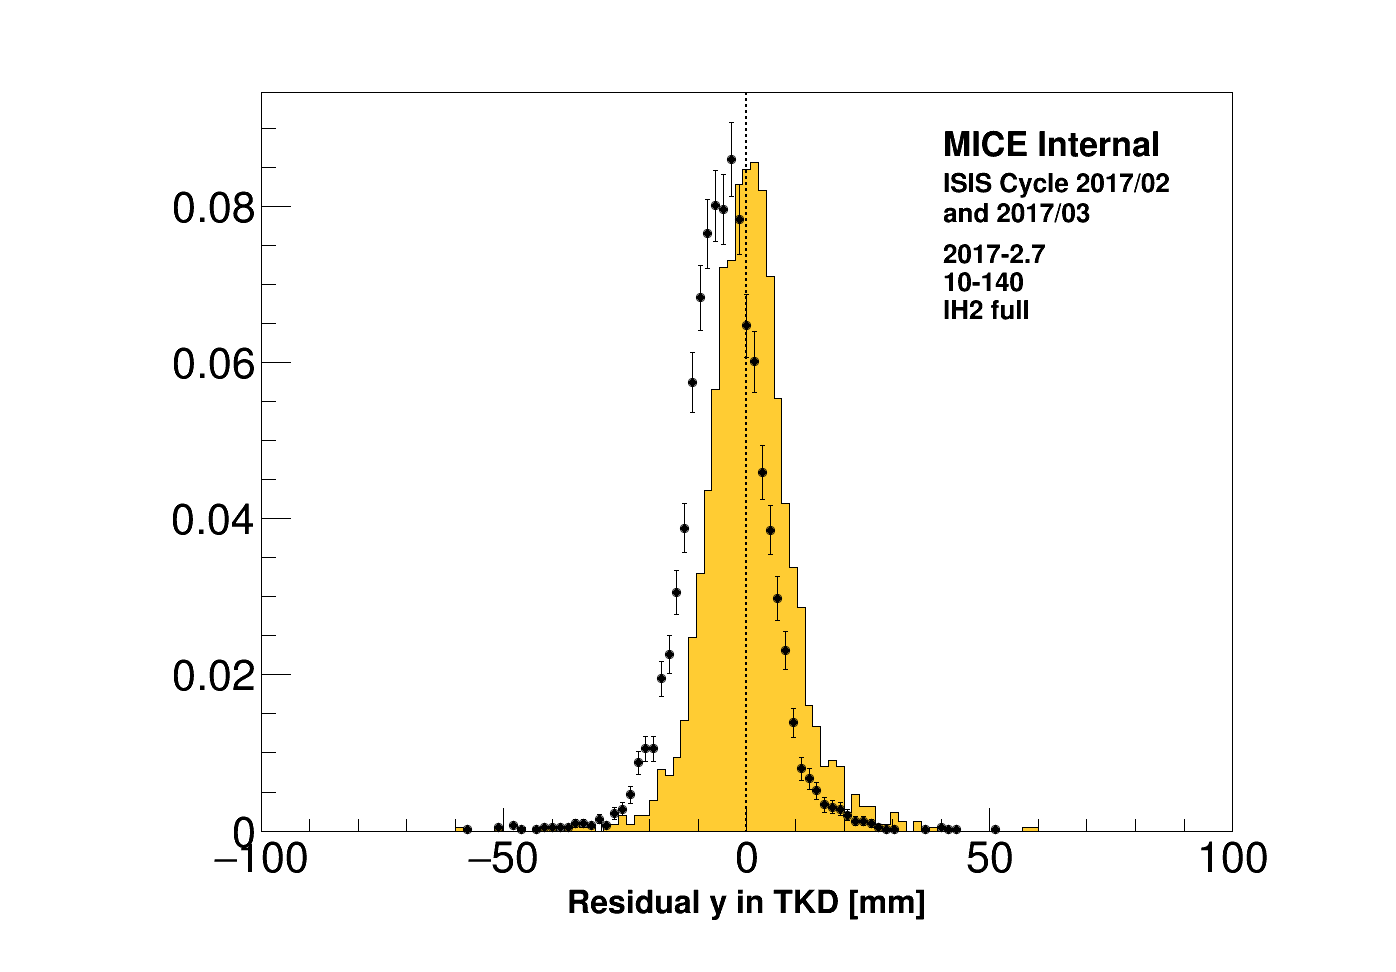 MICE Internal
ISIS Cycle 2017/02
and 2017/03
2017-2.7
10-140
lH2 full
0.08
0.06
0.04
0.02
0
−100 −50 0 50 100
Residual y in TKD [mm]